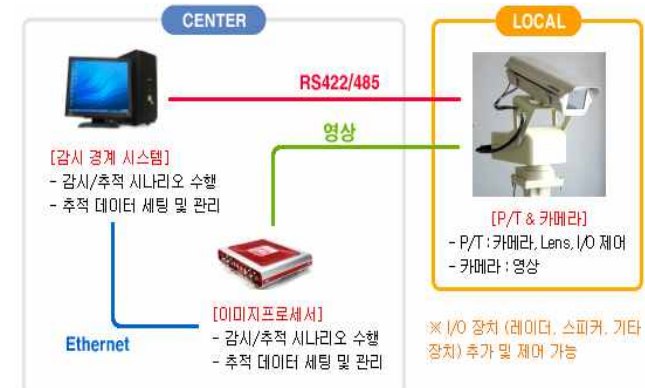 CENTER
LOCAL
RS422/485
영상
[감시 경계 시스템]
- 감시/추적 시나리오 수행
- 추적 데이터 세팅 및 관리
[P/T & 카메라]
- P/T : 카메라, Lens, I/O 제어
- 카메라 : 영상
[이미지프로세서]
- 감시/추적 시나리오 수행
- 추적 데이터 세팅 및 관리
Ethernet
※ I/O 장치 (레이더, 스피커, 기타
장치) 추가 및 제어 가능